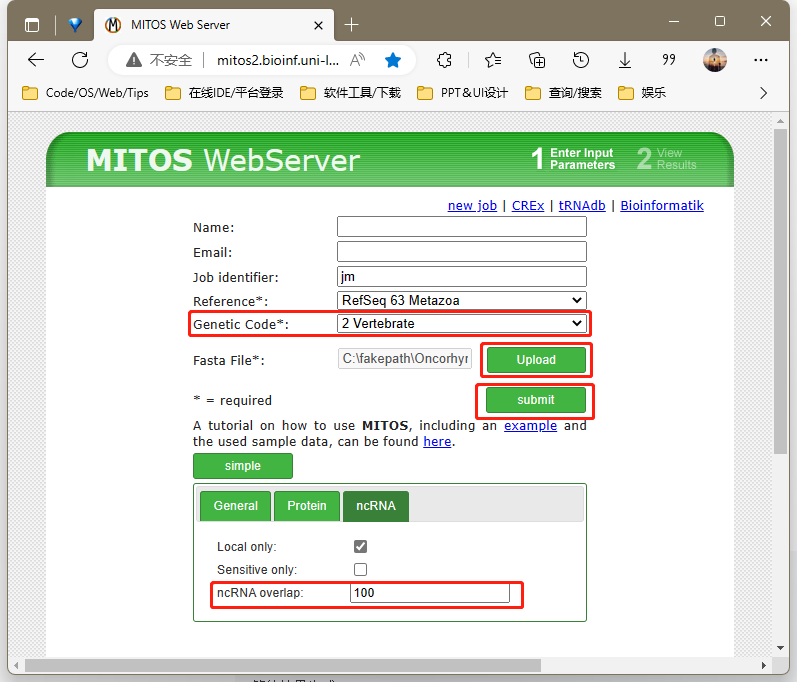 MITOS Web Server
不安全 mitos2.bioinf.uni-l...
Code/OS/Web/Tips 在线IDE/平台登录 软件工具/下载 PPT&UI设计 查询/搜索 娱乐
MITOS WebServer
1 Enter Input Parameters 2 View Results
new job | CREx | tRNAdb | Bioinformatik
Name:
Email:
Job identifier: jm
Reference*: RefSeq 63 Metazoa
Genetic Code*: 2 Vertebrate
Fasta File*: C:\fakepath\Oncorhyr Upload
* = required submit
A tutorial on how to use MITOS, including an example and
the used sample data, can be found here.
simple
General Protein ncRNA
Local only:
Sensitive only:
ncRNA overlap: 100